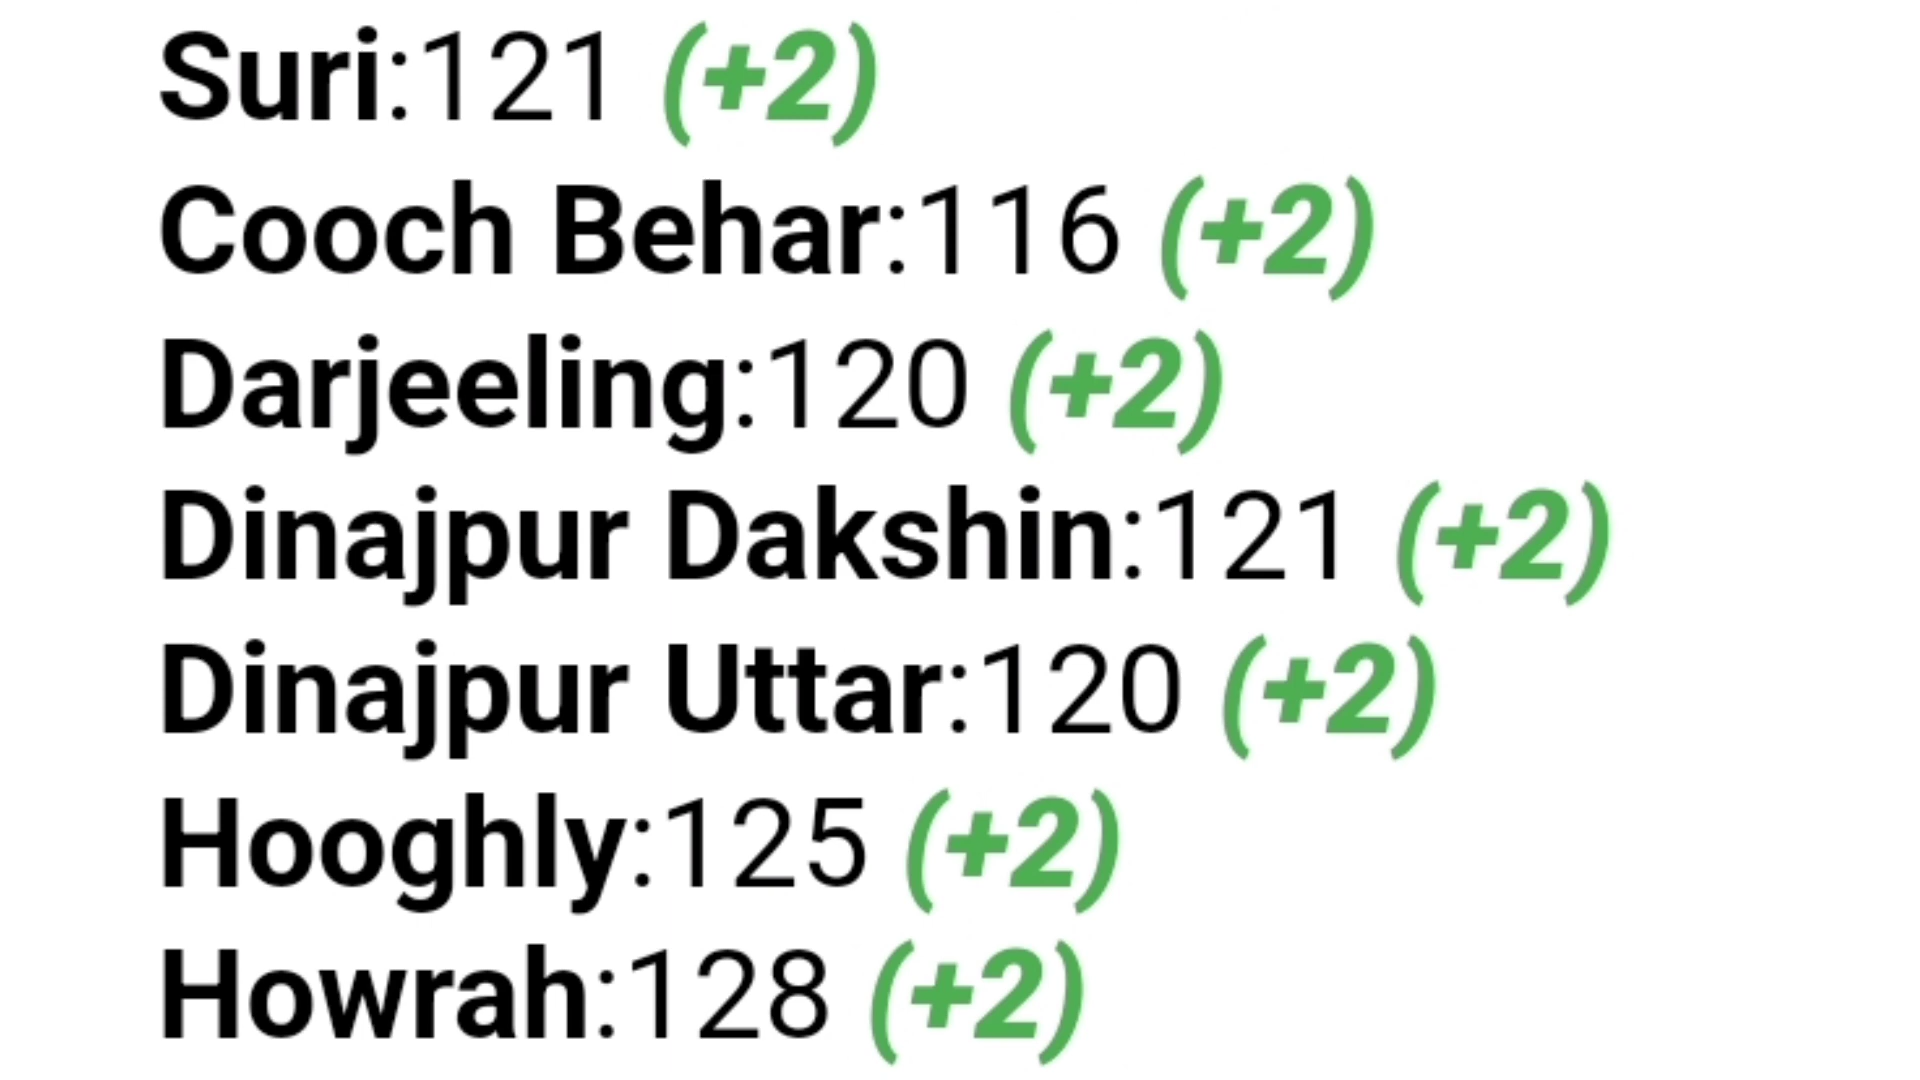 Suri:121 (+2)
Cooch Behar:116 (+2)
Darjeeling:120 (+2)
Dinajpur Dakshin:121 (+2)
Dinajpur Uttar:120 (+2)
Hooghly:125 (+2)
Howrah:128 (+2)